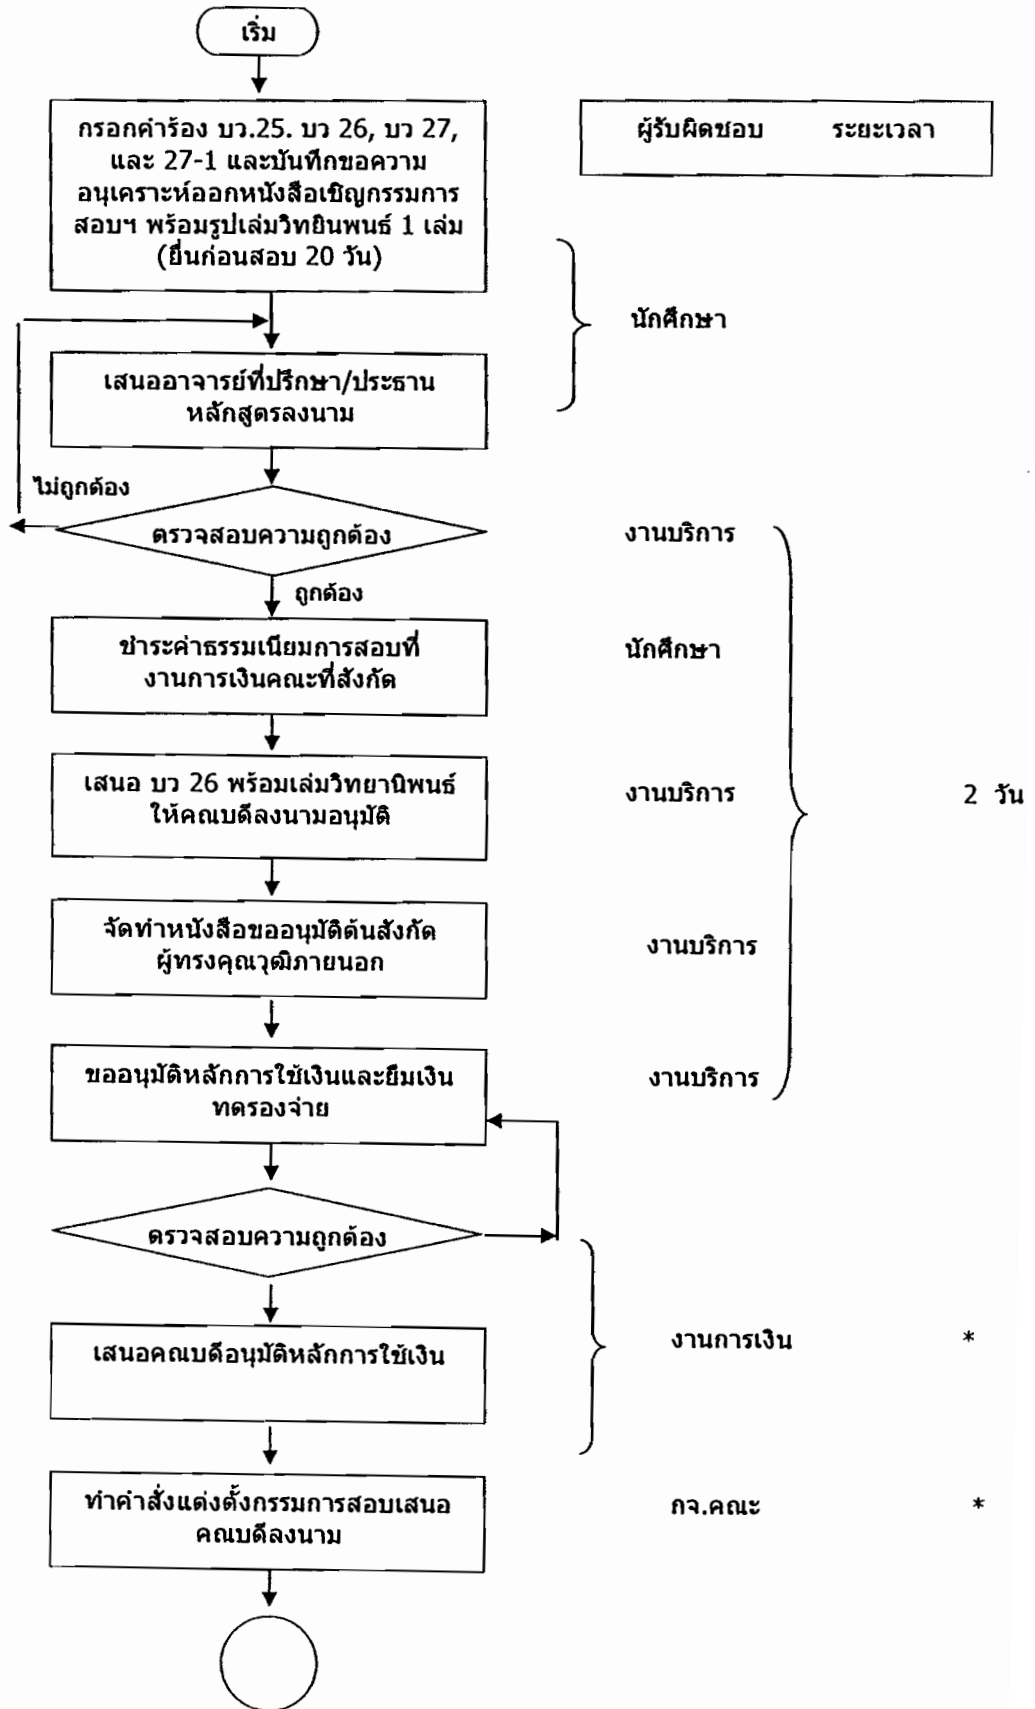 เริ่ม
กรอกคำร้อง บว.25. บว 26, บว 27,
และ 27-1 และบันทึกขอความ
อนุเคราะห์ออกหนังสือเชิญกรรมการ
สอบฯ พร้อมรูปเล่มวิทยินพนธ์ 1 เล่ม
(ยื่นก่อนสอบ 20 วัน)
ผู้รับผิดชอบ ระยะเวลา
นักศึกษา
เสนออาจารย์ที่ปรึกษา/ประธาน
หลักสูตรลงนาม
ไม่ถูกต้อง
ตรวจสอบความถูกต้อง
งานบริการ
ถูกต้อง
ชำระค่าธรรมเนียมการสอบที่
งานการเงินคณะที่สังกัด
นักศึกษา
เสนอ บว 26 พร้อมเล่มวิทยานิพนธ์
ให้คณบดีลงนามอนุมัติ
งานบริการ
2 วัน
จัดทำหนังสือขออนุมัติต้นสังกัด
ผู้ทรงคุณวุฒิภายนอก
งานบริการ
ขออนุมัติหลักการใช้เงินและยืมเงิน
ทดรองจ่าย
งานบริการ
ตรวจสอบความถูกต้อง
เสนอคณบดีอนุมัติหลักการใช้เงิน
งานการเงิน *
ทำคำสั่งแต่งตั้งกรรมการสอบเสนอ
คณบดีลงนาม
กจ.คณะ *